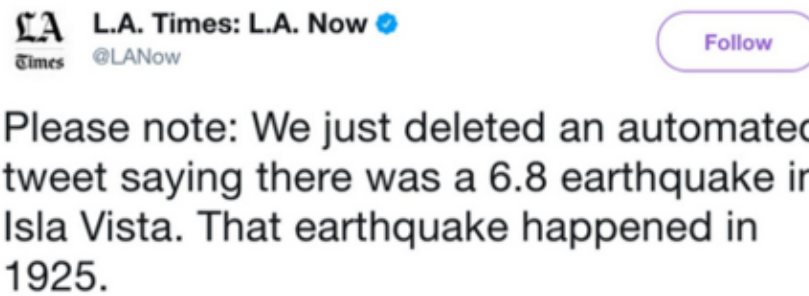 LA Times
L.A. Times: L.A. Now
@LANow
Follow
Please note: We just deleted an automated
tweet saying there was a 6.8 earthquake in
Isla Vista. That earthquake happened in
1925.